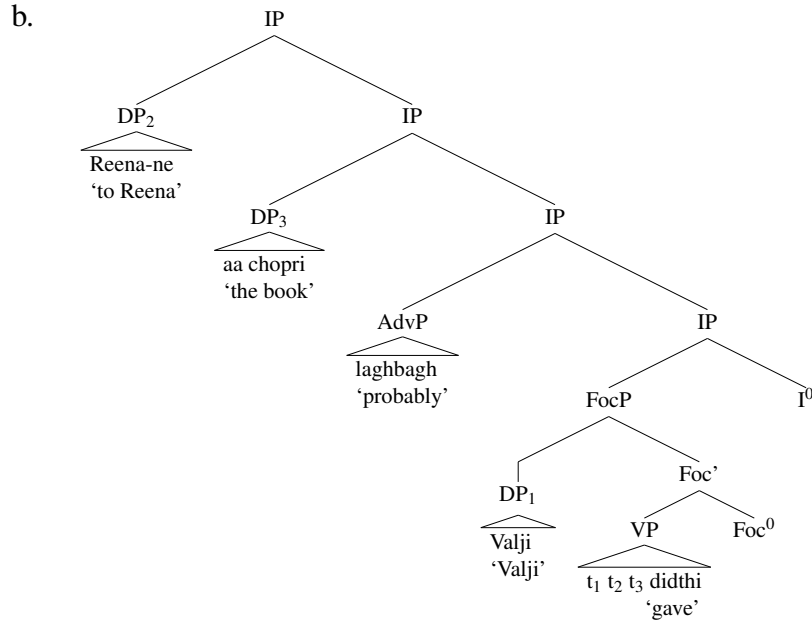 b.
IP
DP₂ IP
Reena-ne
‘to Reena’
DP₃ IP
aa chopri
‘the book’
AdvP IP
laghbagh
‘probably’
FocP I⁰
DP₁ Foc’
Valji
‘Valji’
VP Foc⁰
t₁ t₂ t₃ didthi
‘gave’